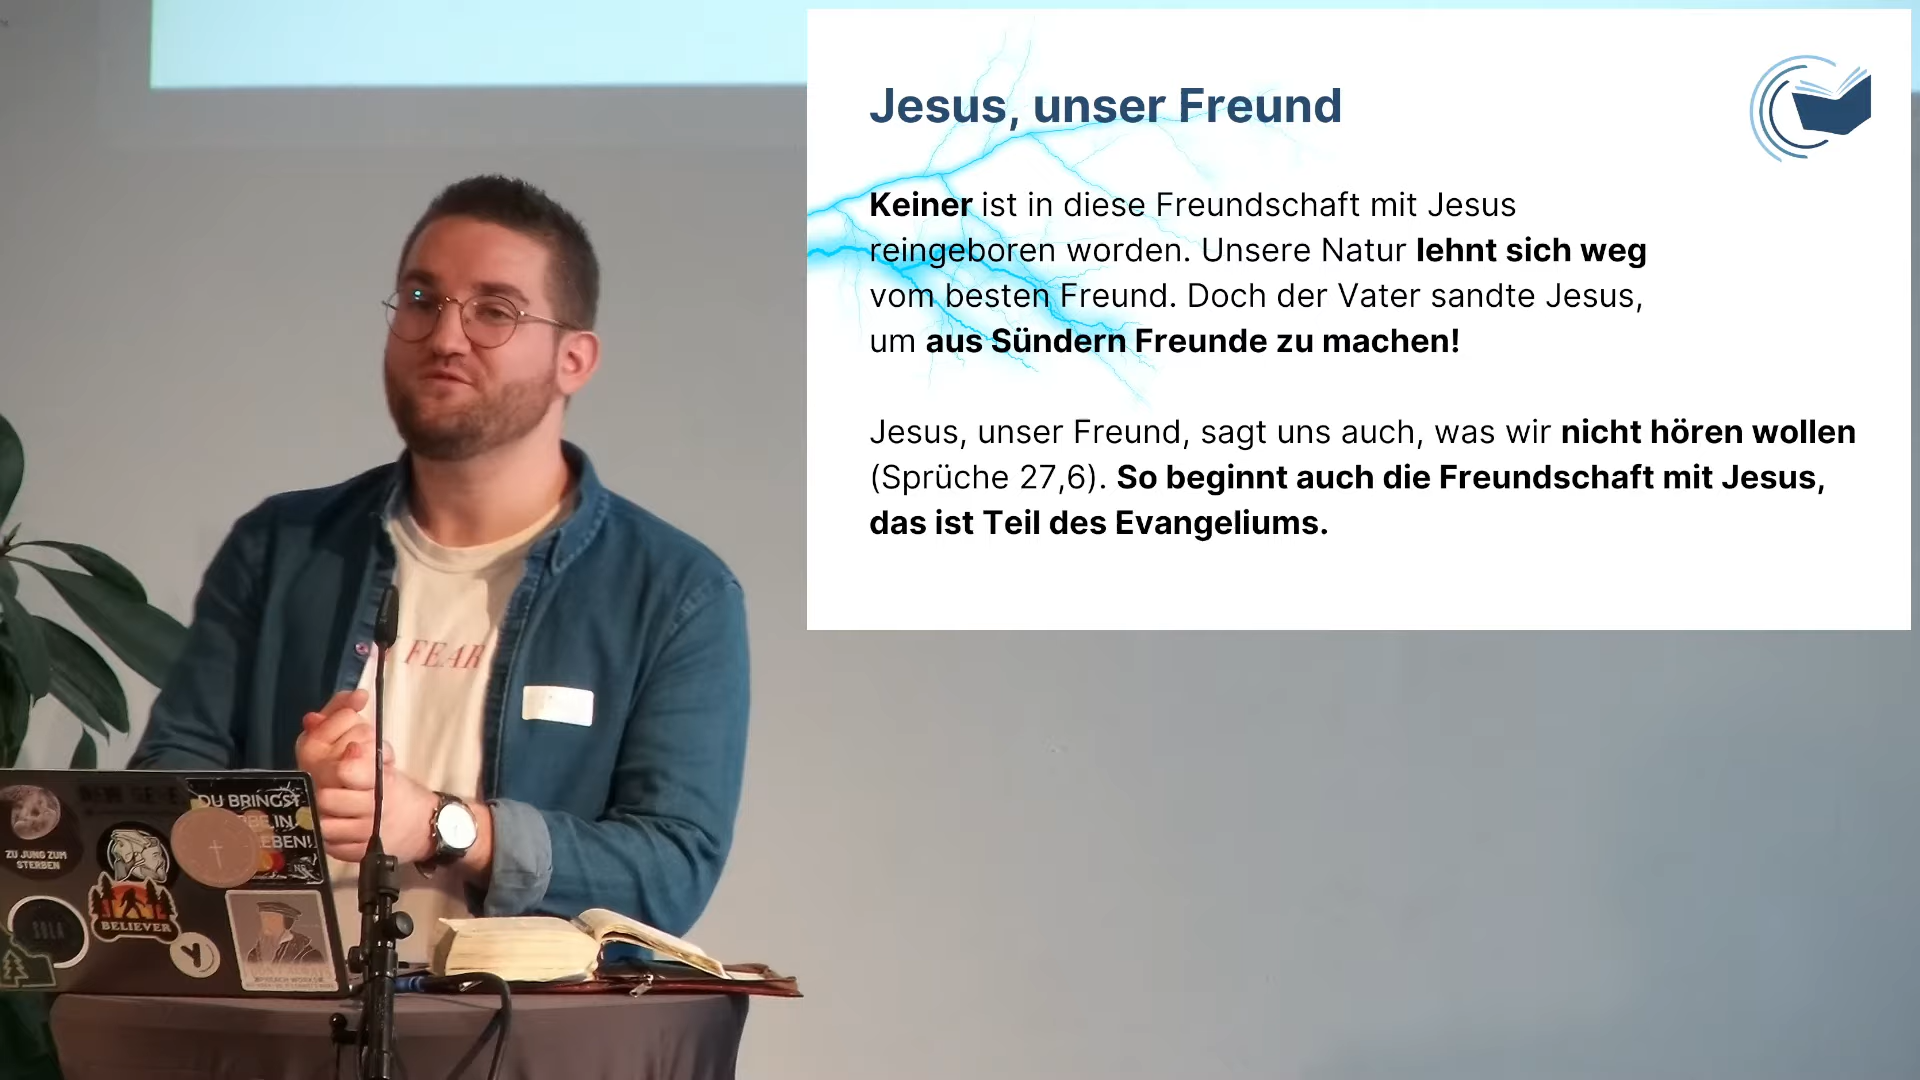 Jesus, unser Freund
Keiner ist in diese Freundschaft mit Jesus
reingeboren worden. Unsere Natur lehnt sich weg
vom besten Freund. Doch der Vater sandte Jesus,
um aus Sündern Freunde zu machen!
Jesus, unser Freund, sagt uns auch, was wir nicht hören wollen
(Sprüche 27,6). So beginnt auch die Freundschaft mit Jesus,
das ist Teil des Evangeliums.
FEAR
DU BRINGST
IN
EBEN!
ZU JUNG ZUM
STERBEN
BELIEVER
SOLA